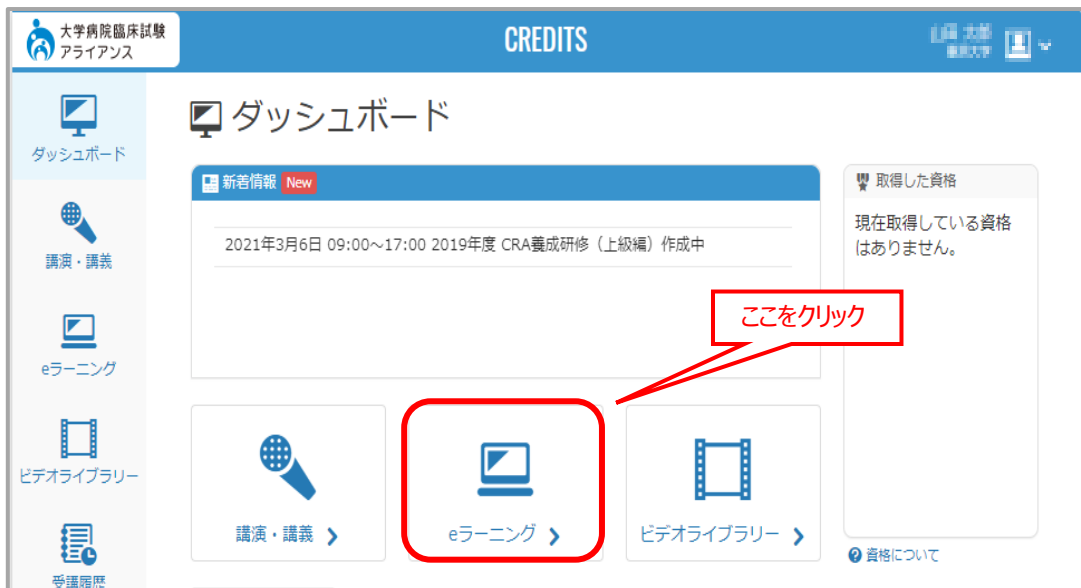 大学病院臨床試験
アライアンス
CREDITS
ダッシュボード
講演・講義
eラーニング
ビデオライブラリー
受講履歴
ダッシュボード
新着情報 New
2021年3月6日 09:00～17:00 2019年度 CRA養成研修（上級編）作成中
取得した資格
現在取得している資格
はありません。
ここをクリック
講演・講義
eラーニング
ビデオライブラリー
資格について